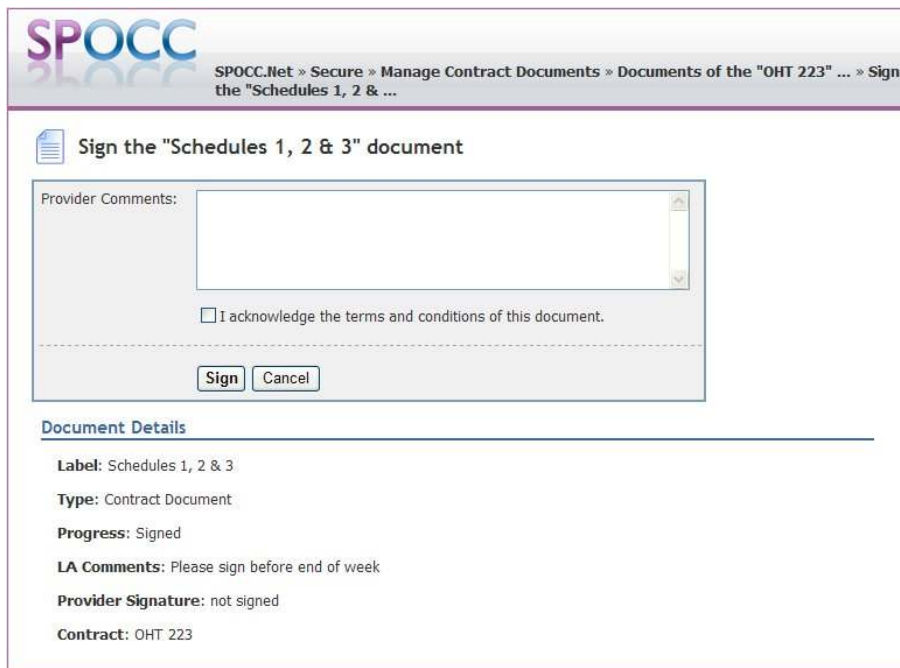 SPOCC
SPOCC.Net » Secure » Manage Contract Documents » Documents of the "OHT 223" ... » Sign
the "Schedules 1, 2 & ...
Sign the "Schedules 1, 2 & 3" document
Provider Comments:
I acknowledge the terms and conditions of this document.
Sign Cancel
Document Details
Label: Schedules 1, 2 & 3
Type: Contract Document
Progress: Signed
LA Comments: Please sign before end of week
Provider Signature: not signed
Contract: OHT 223